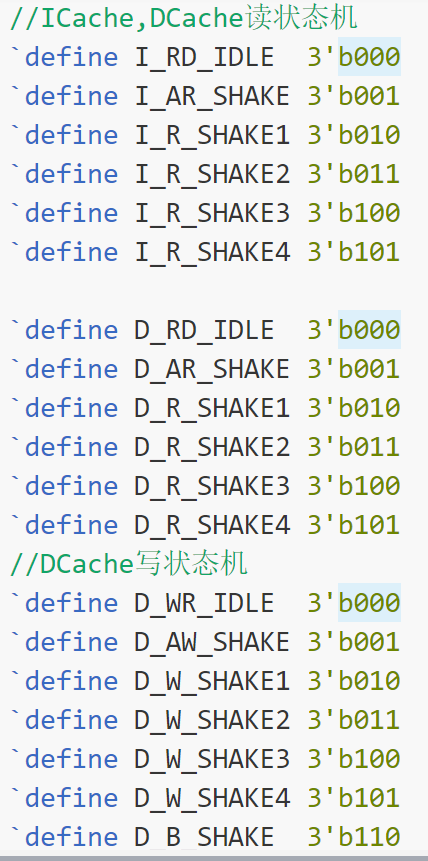 //ICache,DCache读状态机
`define I_RD_IDLE  3'b000
`define I_AR_SHAKE 3'b001
`define I_R_SHAKE1 3'b010
`define I_R_SHAKE2 3'b011
`define I_R_SHAKE3 3'b100
`define I_R_SHAKE4 3'b101
`define D_RD_IDLE  3'b000
`define D_AR_SHAKE 3'b001
`define D_R_SHAKE1 3'b010
`define D_R_SHAKE2 3'b011
`define D_R_SHAKE3 3'b100
`define D_R_SHAKE4 3'b101
//DCache写状态机
`define D_WR_IDLE  3'b000
`define D_AW_SHAKE 3'b001
`define D_W_SHAKE1 3'b010
`define D_W_SHAKE2 3'b011
`define D_W_SHAKE3 3'b100
`define D_W_SHAKE4 3'b101
`define D_B_SHAKE  3'b110